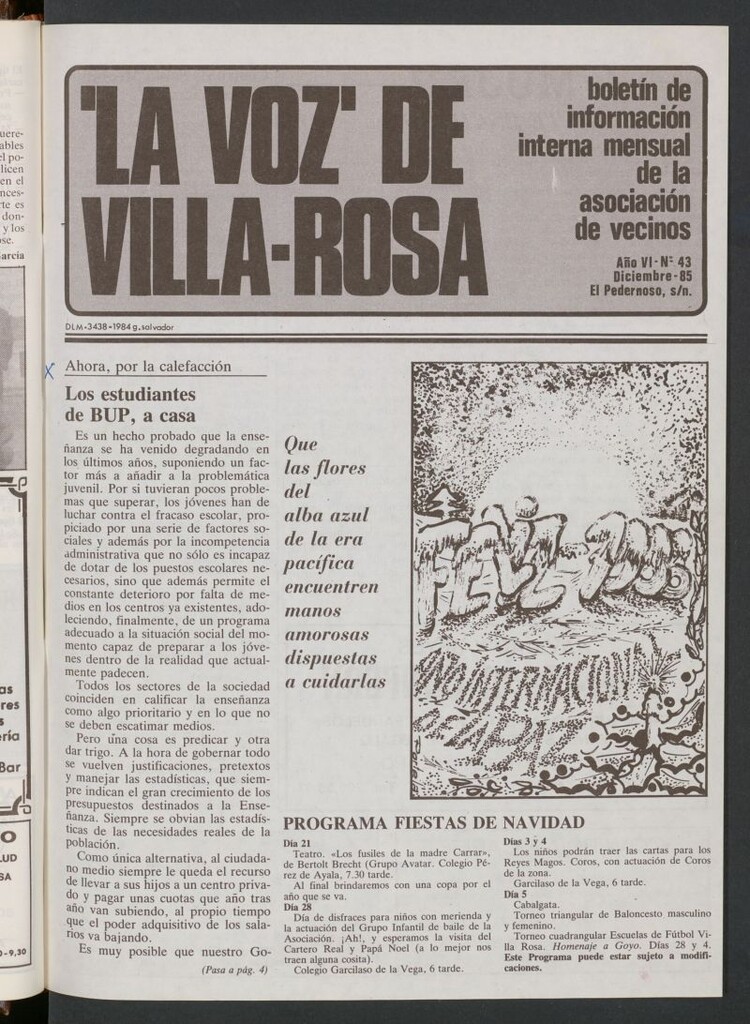 'LA VOZ' DE
VILLA-ROSA
boletín de
información
interna mensual
de la
asociación
de vecinos
Año VI - Nº 43
Diciembre - 85
El Pedernoso, s/n.
DLM-3438-1984 g.salvador
Ahora, por la calefacción
Los estudiantes
de BUP, a casa
Es un hecho probado que la ense-
ñanza se ha venido degradando en
los últimos años, suponiendo un fac-
tor más a añadir a la problemática
juvenil. Por si tuvieran pocos proble-
mas que superar, los jóvenes han de
luchar contra el fracaso escolar, pro-
piciado por una serie de factores so-
ciales y además por la incompetencia
administrativa que no sólo es incapaz
de dotar de los puestos escolares ne-
cesarios, sino que además permite el
constante deterioro por falta de me-
dios en los centros ya existentes, ado-
leciendo, finalmente, de un programa
adecuado a la situación social del mo-
mento capaz de preparar a los jóve-
nes dentro de la realidad que actual-
mente padecen.
Todos los sectores de la sociedad
coinciden en calificar la enseñanza
como algo prioritario y en lo que no
se deben escatimar medios.
Pero una cosa es predicar y otra
dar trigo. A la hora de gobernar todo
se vuelven justificaciones, pretextos
y manejar las estadísticas, que siem-
pre indican el gran crecimiento de los
presupuestos destinados a la Ense-
ñanza. Siempre se obvian las estadís-
ticas de las necesidades reales de la
población.
Como única alternativa, al ciudada-
no medio siempre le queda el recurso
de llevar a sus hijos a un centro priva-
do y pagar unas cuotas que año tras
año van subiendo, al propio tiempo
que el poder adquisitivo de los sala-
rios va bajando.
Es muy posible que nuestro Go-
(Pasa a pág. 4)
Que
las flores
del
alba azul
de la era
pacífica
encuentren
manos
amorosas
dispuestas
a cuidarlas
FELIZ-1986
AÑO INTERNACIONAL
DE LA PAZ
PROGRAMA FIESTAS DE NAVIDAD
Día 21
Teatro. «Los fusiles de la madre Carrar»,
de Bertolt Brecht (Grupo Avatar. Colegio Pé-
rez de Ayala, 7.30 tarde.
Al final brindaremos con una copa por el
año que se va.
Día 28
Día de disfraces para niños con merienda y
la actuación del Grupo Infantil de baile de la
Asociación. ¡Ah!, y esperamos la visita del
Cartero Real y Papá Noel (a lo mejor nos
traen alguna cosita).
Colegio Garcilaso de la Vega, 6 tarde.
Días 3 y 4
Los niños podrán traer las cartas para los
Reyes Magos. Coros, con actuación de Coros
de la zona.
Garcilaso de la Vega, 6 tarde.
Día 5
Cabalgata.
Torneo triangular de Baloncesto masculino
y femenino.
Torneo cuadrangular Escuelas de Fútbol Vi-
lla Rosa. Homenaje a Goyo. Días 28 y 4.
Este Programa puede estar sujeto a modifi-
caciones.